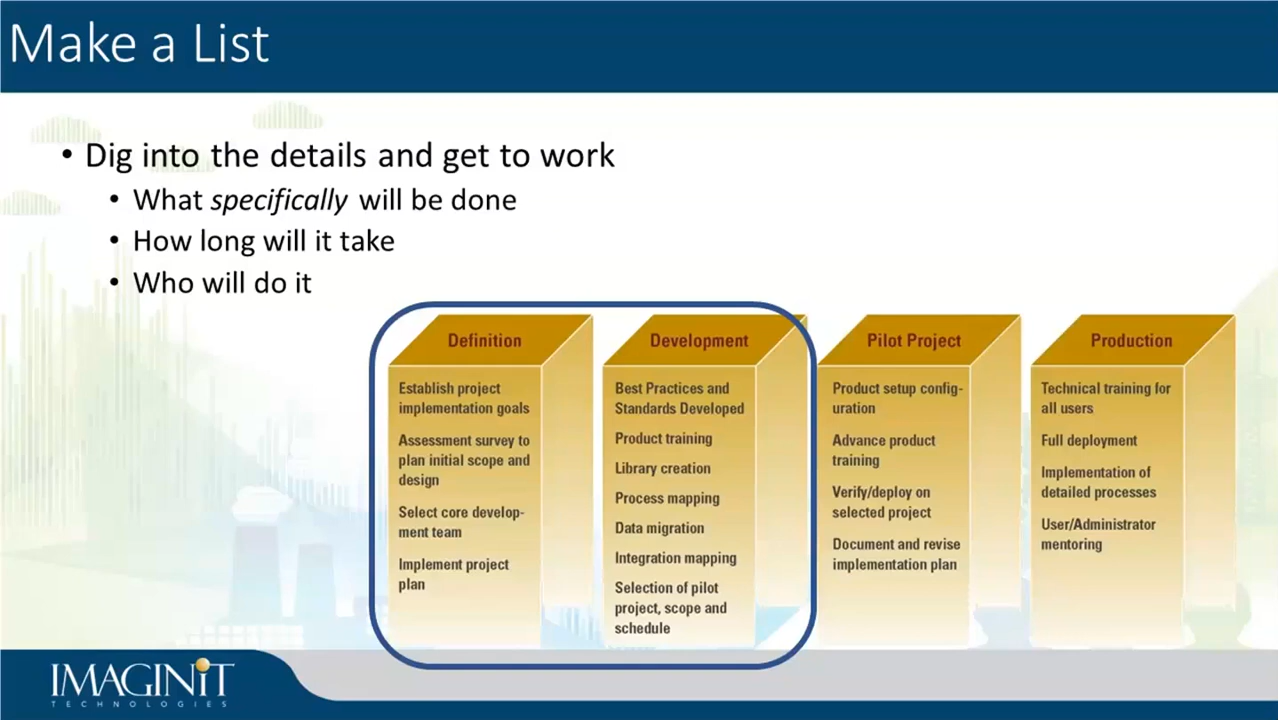 Make a List
• Dig into the details and get to work
• What specifically will be done
• How long will it take
• Who will do it
Definition
Establish project
implementation goals
Assessment survey to
plan initial scope and
design
Select core develop-
ment team
Implement project
plan
Development
Best Practices and
Standards Developed
Product training
Library creation
Process mapping
Data migration
Integration mapping
Selection of pilot
project, scope and
schedule
Pilot Project
Product setup config-
uration
Advance product
training
Verify/deploy on
selected project
Document and revise
implementation plan
Production
Technical training for
all users
Full deployment
Implementation of
detailed processes
User/Administrator
mentoring
IMAGINiT
TECHNOLOGIES